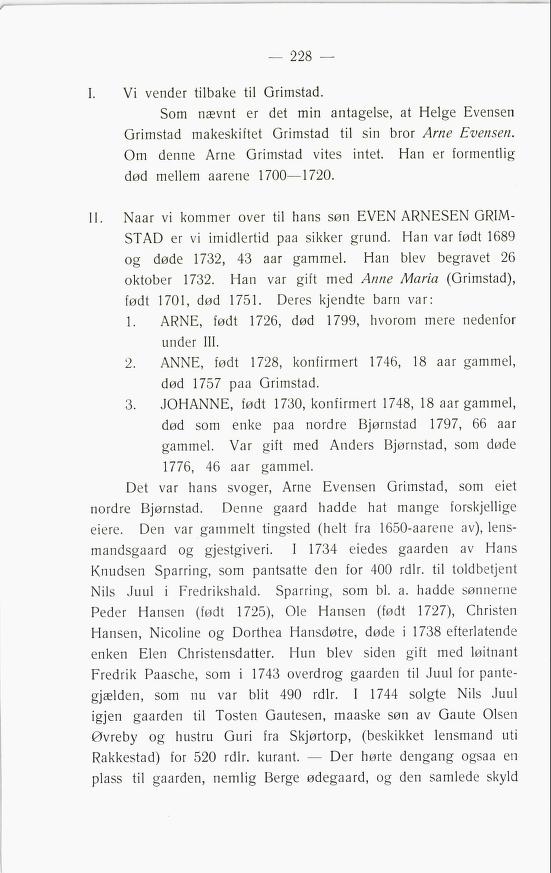 — 228 —
I. Vi vender tilbake til Grimstad.
Som nævnt er det min antagelse, at Helge Evensen
Grimstad makeskiftet Grimstad til sin bror Arne Evensen.
Om denne Arne Grimstad vites intet. Han er formentlig
død mellem aarene 1700—1720.
II. Naar vi kommer over til hans søn EVEN ARNESEN GRIM-
STAD er vi imidlertid paa sikker grund. Han var født 1689
og døde 1732, 43 aar gammel. Han blev begravet 26
oktober 1732. Han var gift med Anne Maria (Grimstad),
født 1701, død 1751. Deres kjendte barn var:
1. ARNE, født 1726, død 1799, hvorom mere nedenfor
under III.
2. ANNE, født 1728, konfirmert 1746, 18 aar gammel,
død 1757 paa Grimstad.
3. JOHANNE, født 1730, konfirmert 1748, 18 aar gammel,
død som enke paa nordre Bjørnstad 1797, 66 aar
gammel. Var gift med Anders Bjørnstad, som døde
1776, 46 aar gammel.
Det var hans svoger, Arne Evensen Grimstad, som eiet
nordre Bjørnstad. Denne gaard hadde hat mange forskjellige
eiere. Den var gammelt tingsted (helt fra 1650-aarene av), lens-
mandsgaard og gjestgiveri. I 1734 eiedes gaarden av Hans
Knudsen Sparring, som pantsatte den for 400 rdlr. til toldbetjent
Nils Juul i Fredrikshald. Sparring, som bl. a. hadde sønnerne
Peder Hansen (født 1725), Ole Hansen (født 1727), Christen
Hansen, Nicoline og Dorthea Hansdøtre, døde i 1738 efterlatende
enken Elen Christensdatter. Hun blev siden gift med løitnant
Fredrik Paasche, som i 1743 overdrog gaarden til Juul for pante-
gjælden, som nu var blit 490 rdlr. I 1744 solgte Nils Juul
igjen gaarden til Tosten Gautesen, maaske søn av Gaute Olsen
Øvreby og hustru Guri fra Skjørtorp, (beskikket lensmand uti
Rakkestad) for 520 rdlr. kurant. — Der hørte dengang ogsaa en
plass til gaarden, nemlig Berge ødegaard, og den samlede skyld